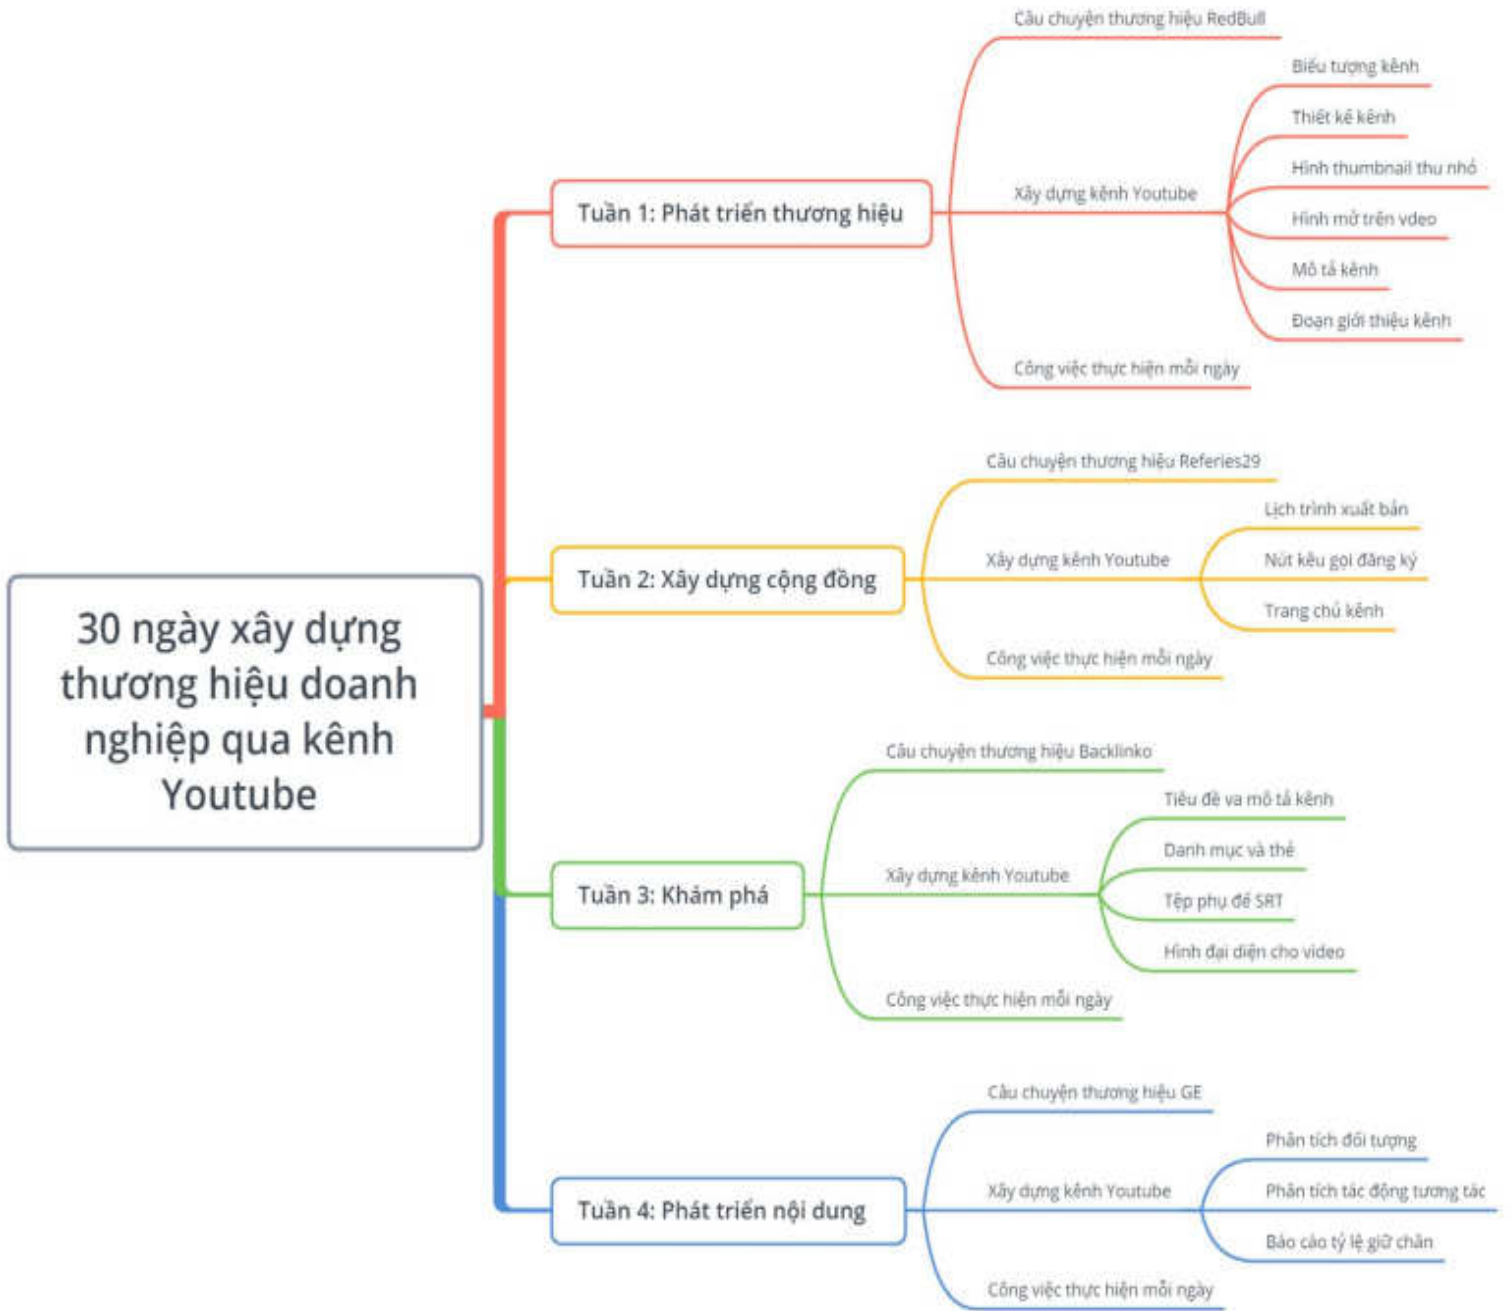 30 ngày xây dựng
thương hiệu doanh
nghiệp qua kênh
Youtube
Tuần 1: Phát triển thương hiệu
Câu chuyện thương hiệu RedBull
Xây dựng kênh Youtube
Biểu tượng kênh
Thiết kế kênh
Hình thumbnail thu nhỏ
Hình mờ trên vdeo
Mô tả kênh
Đoạn giới thiệu kênh
Công việc thực hiện mỗi ngày
Tuần 2: Xây dựng cộng đồng
Câu chuyện thương hiệu Referies29
Xây dựng kênh Youtube
Lịch trình xuất bản
Nút kêu gọi đăng ký
Trang chủ kênh
Công việc thực hiện mỗi ngày
Tuần 3: Khám phá
Câu chuyện thương hiệu Backlinko
Xây dựng kênh Youtube
Tiêu đề va mô tả kênh
Danh mục và thẻ
Tệp phụ đề SRT
Hình đại diện cho video
Công việc thực hiện mỗi ngày
Tuần 4: Phát triển nội dung
Câu chuyện thương hiệu GE
Xây dựng kênh Youtube
Phân tích đối tượng
Phân tích tác động tương tác
Báo cáo tỷ lệ giữ chân
Công việc thực hiện mỗi ngày